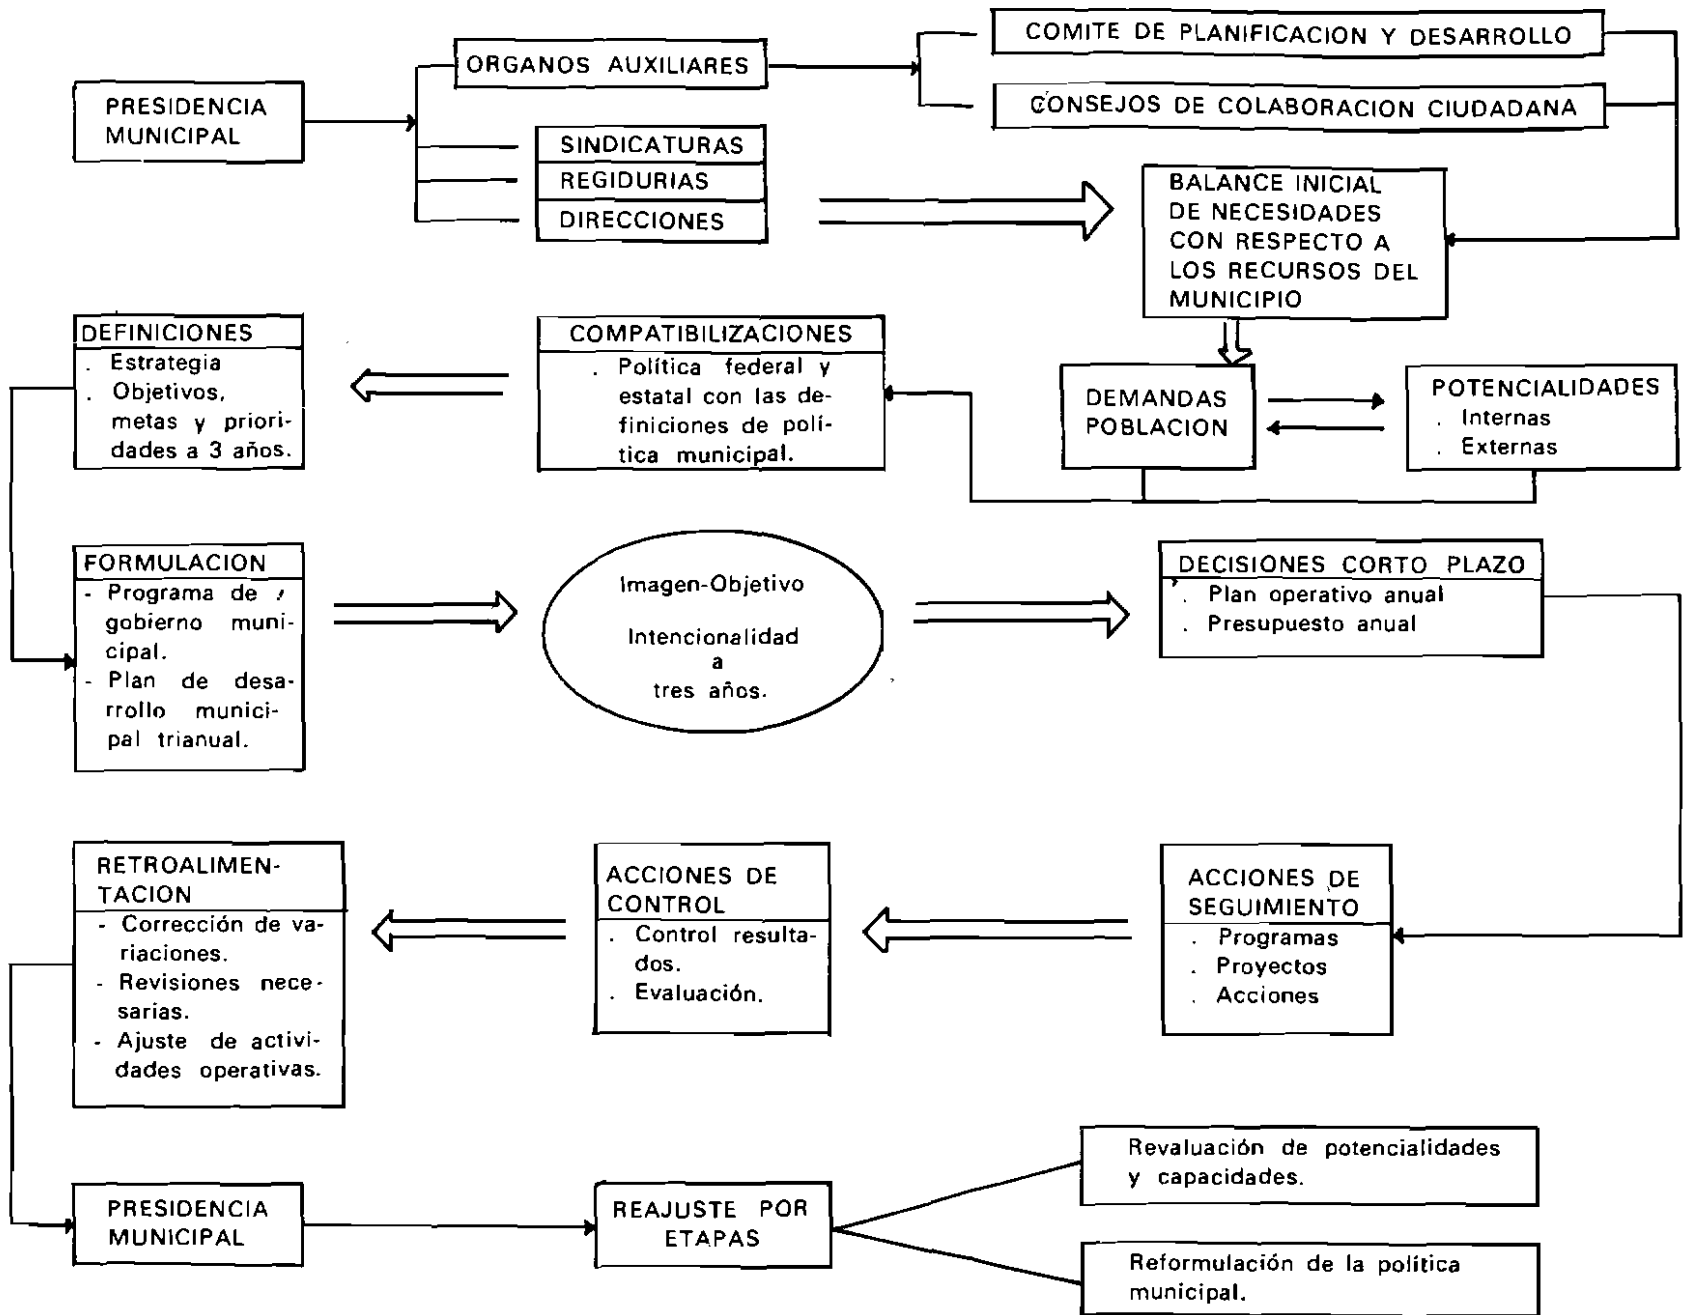 COMITE DE PLANIFICACION Y DESARROLLO
ORGANOS AUXILIARES
PRESIDENCIA
MUNICIPAL
CONSEJOS DE COLABORACION CIUDADANA
SINDICATURAS
REGIDURIAS
DIRECCIONES
BALANCE INICIAL
DE NECESIDADES
CON RESPECTO A
LOS RECURSOS DEL
MUNICIPIO
DEFINICIONES
. Estrategia
. Objetivos,
metas y priori-
dades a 3 años.
COMPATIBILIZACIONES
. Política federal y
estatal con las de-
finiciones de polí-
tica municipal.
DEMANDAS
POBLACION
POTENCIALIDADES
. Internas
. Externas
FORMULACION
- Programa de
gobierno muni-
cipal.
- Plan de desa-
rrollo munici-
pal trianual.
Imagen-Objetivo
Intencionalidad
a
tres años.
DECISIONES CORTO PLAZO
. Plan operativo anual
. Presupuesto anual
RETROALIMEN-
TACION
- Corrección de va-
riaciones.
- Revisiones nece-
sarias.
- Ajuste de activi-
dades operativas.
ACCIONES DE
CONTROL
. Control resulta-
dos.
. Evaluación.
ACCIONES DE
SEGUIMIENTO
. Programas
. Proyectos
. Acciones
PRESIDENCIA
MUNICIPAL
REAJUSTE POR
ETAPAS
Revaluación de potencialidades
y capacidades.
Reformulación de la política
municipal.